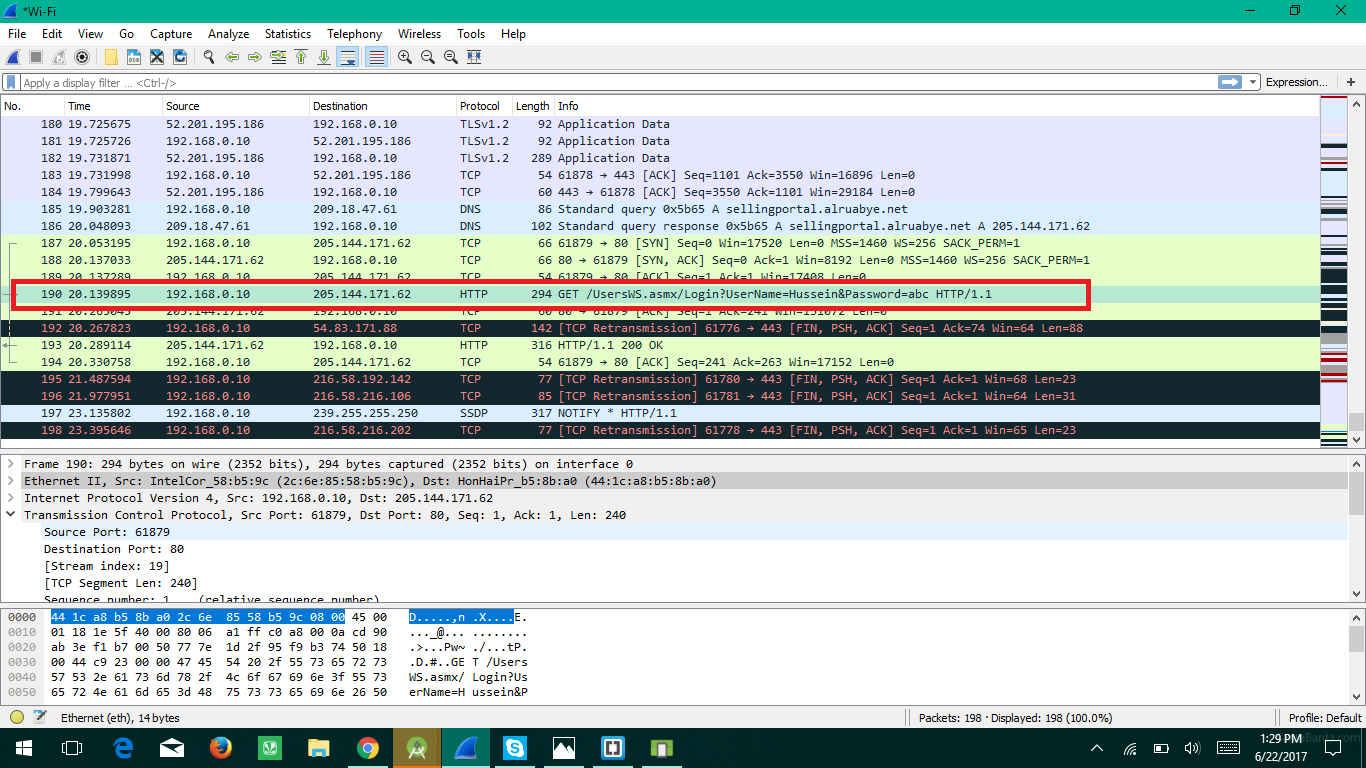 *Wi-Fi
File Edit View Go Capture Analyze Statistics Telephony Wireless Tools Help
Apply a display filter ... <Ctrl-/> Expression... +
No. Time Source Destination Protocol Length Info
180 19.725675 52.201.195.186 192.168.0.10 TLSv1.2 92 Application Data
181 19.725726 192.168.0.10 52.201.195.186 TLSv1.2 92 Application Data
182 19.731871 52.201.195.186 192.168.0.10 TLSv1.2 289 Application Data
183 19.731998 192.168.0.10 52.201.195.186 TCP 54 61878 → 443 [ACK] Seq=1101 Ack=3550 Win=16896 Len=0
184 19.799643 52.201.195.186 192.168.0.10 TCP 60 443 → 61878 [ACK] Seq=3550 Ack=1101 Win=29184 Len=0
185 19.903281 192.168.0.10 209.18.47.61 DNS 86 Standard query 0x5b65 A sellingportal.alruabye.net
186 20.048093 209.18.47.61 192.168.0.10 DNS 102 Standard query response 0x5b65 A sellingportal.alruabye.net A 205.144.171.62
187 20.053195 192.168.0.10 205.144.171.62 TCP 66 61879 → 80 [SYN] Seq=0 Win=17520 Len=0 MSS=1460 WS=256 SACK_PERM=1
188 20.137033 205.144.171.62 192.168.0.10 TCP 66 80 → 61879 [SYN, ACK] Seq=0 Ack=1 Win=8192 Len=0 MSS=1460 WS=256 SACK_PERM=1
189 20.137289 192.168.0.10 205.144.171.62 TCP 54 61879 → 80 [ACK] Seq=1 Ack=1 Win=17408 Len=0
190 20.139895 192.168.0.10 205.144.171.62 HTTP 294 GET /UsersWS.asmx/Login?UserName=Hussein&Password=abc HTTP/1.1
191 20.265045 205.144.171.62 192.168.0.10 TCP 60 80 → 61879 [ACK] Seq=1 Ack=241 Win=131072 Len=0
192 20.267823 192.168.0.10 54.83.171.88 TCP 142 [TCP Retransmission] 61776 → 443 [FIN, PSH, ACK] Seq=1 Ack=74 Win=64 Len=88
193 20.289114 205.144.171.62 192.168.0.10 HTTP 316 HTTP/1.1 200 OK
194 20.330758 192.168.0.10 205.144.171.62 TCP 54 61879 → 80 [ACK] Seq=241 Ack=263 Win=17152 Len=0
195 21.487594 192.168.0.10 216.58.192.142 TCP 77 [TCP Retransmission] 61780 → 443 [FIN, PSH, ACK] Seq=1 Ack=1 Win=68 Len=23
196 21.977951 192.168.0.10 216.58.216.106 TCP 85 [TCP Retransmission] 61781 → 443 [FIN, PSH, ACK] Seq=1 Ack=1 Win=64 Len=31
197 23.135802 192.168.0.10 239.255.255.250 SSDP 317 NOTIFY * HTTP/1.1
198 23.395646 192.168.0.10 216.58.216.202 TCP 77 [TCP Retransmission] 61778 → 443 [FIN, PSH, ACK] Seq=1 Ack=1 Win=65 Len=23
Frame 190: 294 bytes on wire (2352 bits), 294 bytes captured (2352 bits) on interface 0
Ethernet II, Src: IntelCor_58:b5:9c (2c:6e:85:58:b5:9c), Dst: HonHaiPr_b5:8b:a0 (44:1c:a8:b5:8b:a0)
Internet Protocol Version 4, Src: 192.168.0.10, Dst: 205.144.171.62
Transmission Control Protocol, Src Port: 61879, Dst Port: 80, Seq: 1, Ack: 1, Len: 240
Source Port: 61879
Destination Port: 80
[Stream index: 19]
[TCP Segment Len: 240]
Sequence number: 1 (relative sequence number)
0000 44 1c a8 b5 8b a0 2c 6e 85 58 b5 9c 08 00 45 00 D.....,n .X....E.
0010 01 18 1e 5f 40 00 80 06 a1 ff c0 a8 00 0a cd 90 ..._@... ........
0020 ab 3e f1 b7 00 50 77 7e 1d 2f 95 f9 b3 74 50 18 .>...Pw~ ./...tP.
0030 00 44 c9 23 00 00 47 45 54 20 2f 55 73 65 72 73 .D.#..GE T /Users
0040 57 53 2e 61 73 6d 78 2f 4c 6f 67 69 6e 3f 55 73 WS.asmx/ Login?Us
0050 65 72 4e 61 6d 65 3d 48 75 73 73 65 69 6e 26 50 erName=H ussein&P
Ethernet (eth), 14 bytes Packets: 198 · Displayed: 198 (100.0%) Profile: Default
1:29 PM
6/22/2017